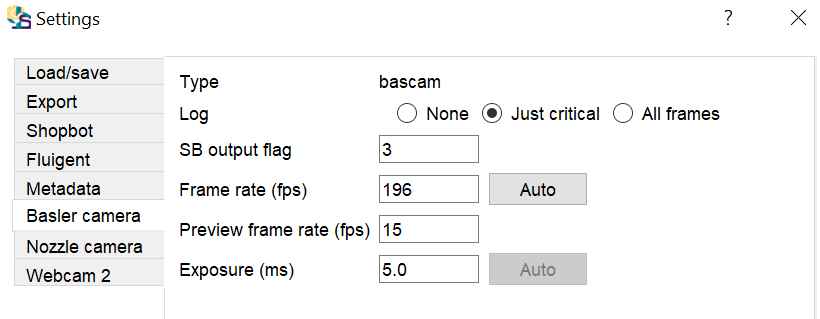 Settings
Load/save
Export
Shopbot
Fluigent
Metadata
Basler camera
Nozzle camera
Webcam 2
Type bascam
Log None Just critical All frames
SB output flag 3
Frame rate (fps) 196 Auto
Preview frame rate (fps) 15
Exposure (ms) 5.0 Auto